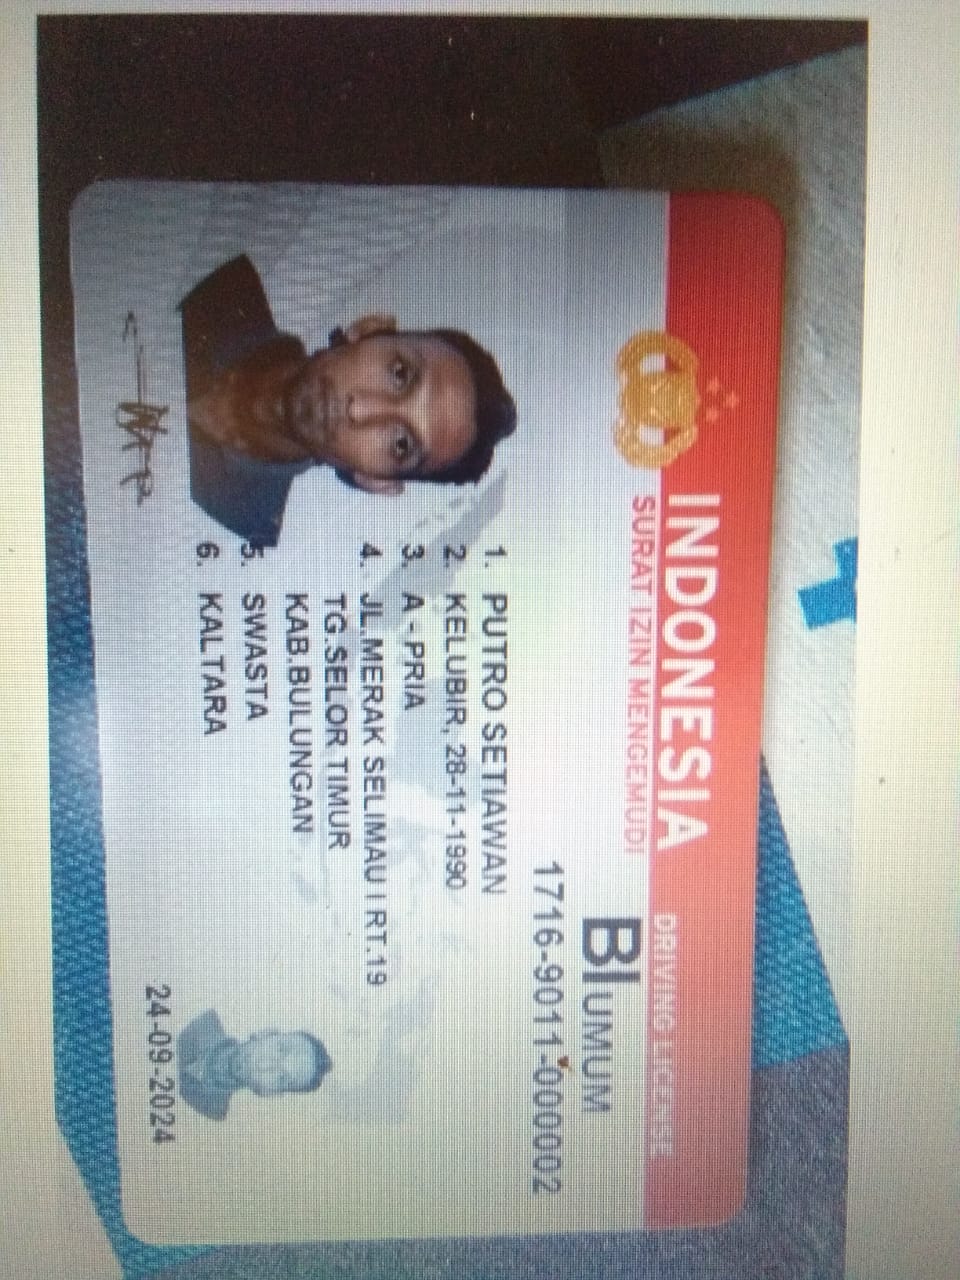 INDONESIA DRIVING LICENSE
SURAT IZIN MENGEMUDI
BI UMUM
1716-9011-000002
1. PUTRO SETIAWAN
2. KELUBIR, 28-11-1990
3. A - PRIA
4. JL.MERAK SELIMAU I RT.19
TG.SELOR TIMUR
KAB.BULUNGAN
5. SWASTA
6. KALTARA
24-09-2024